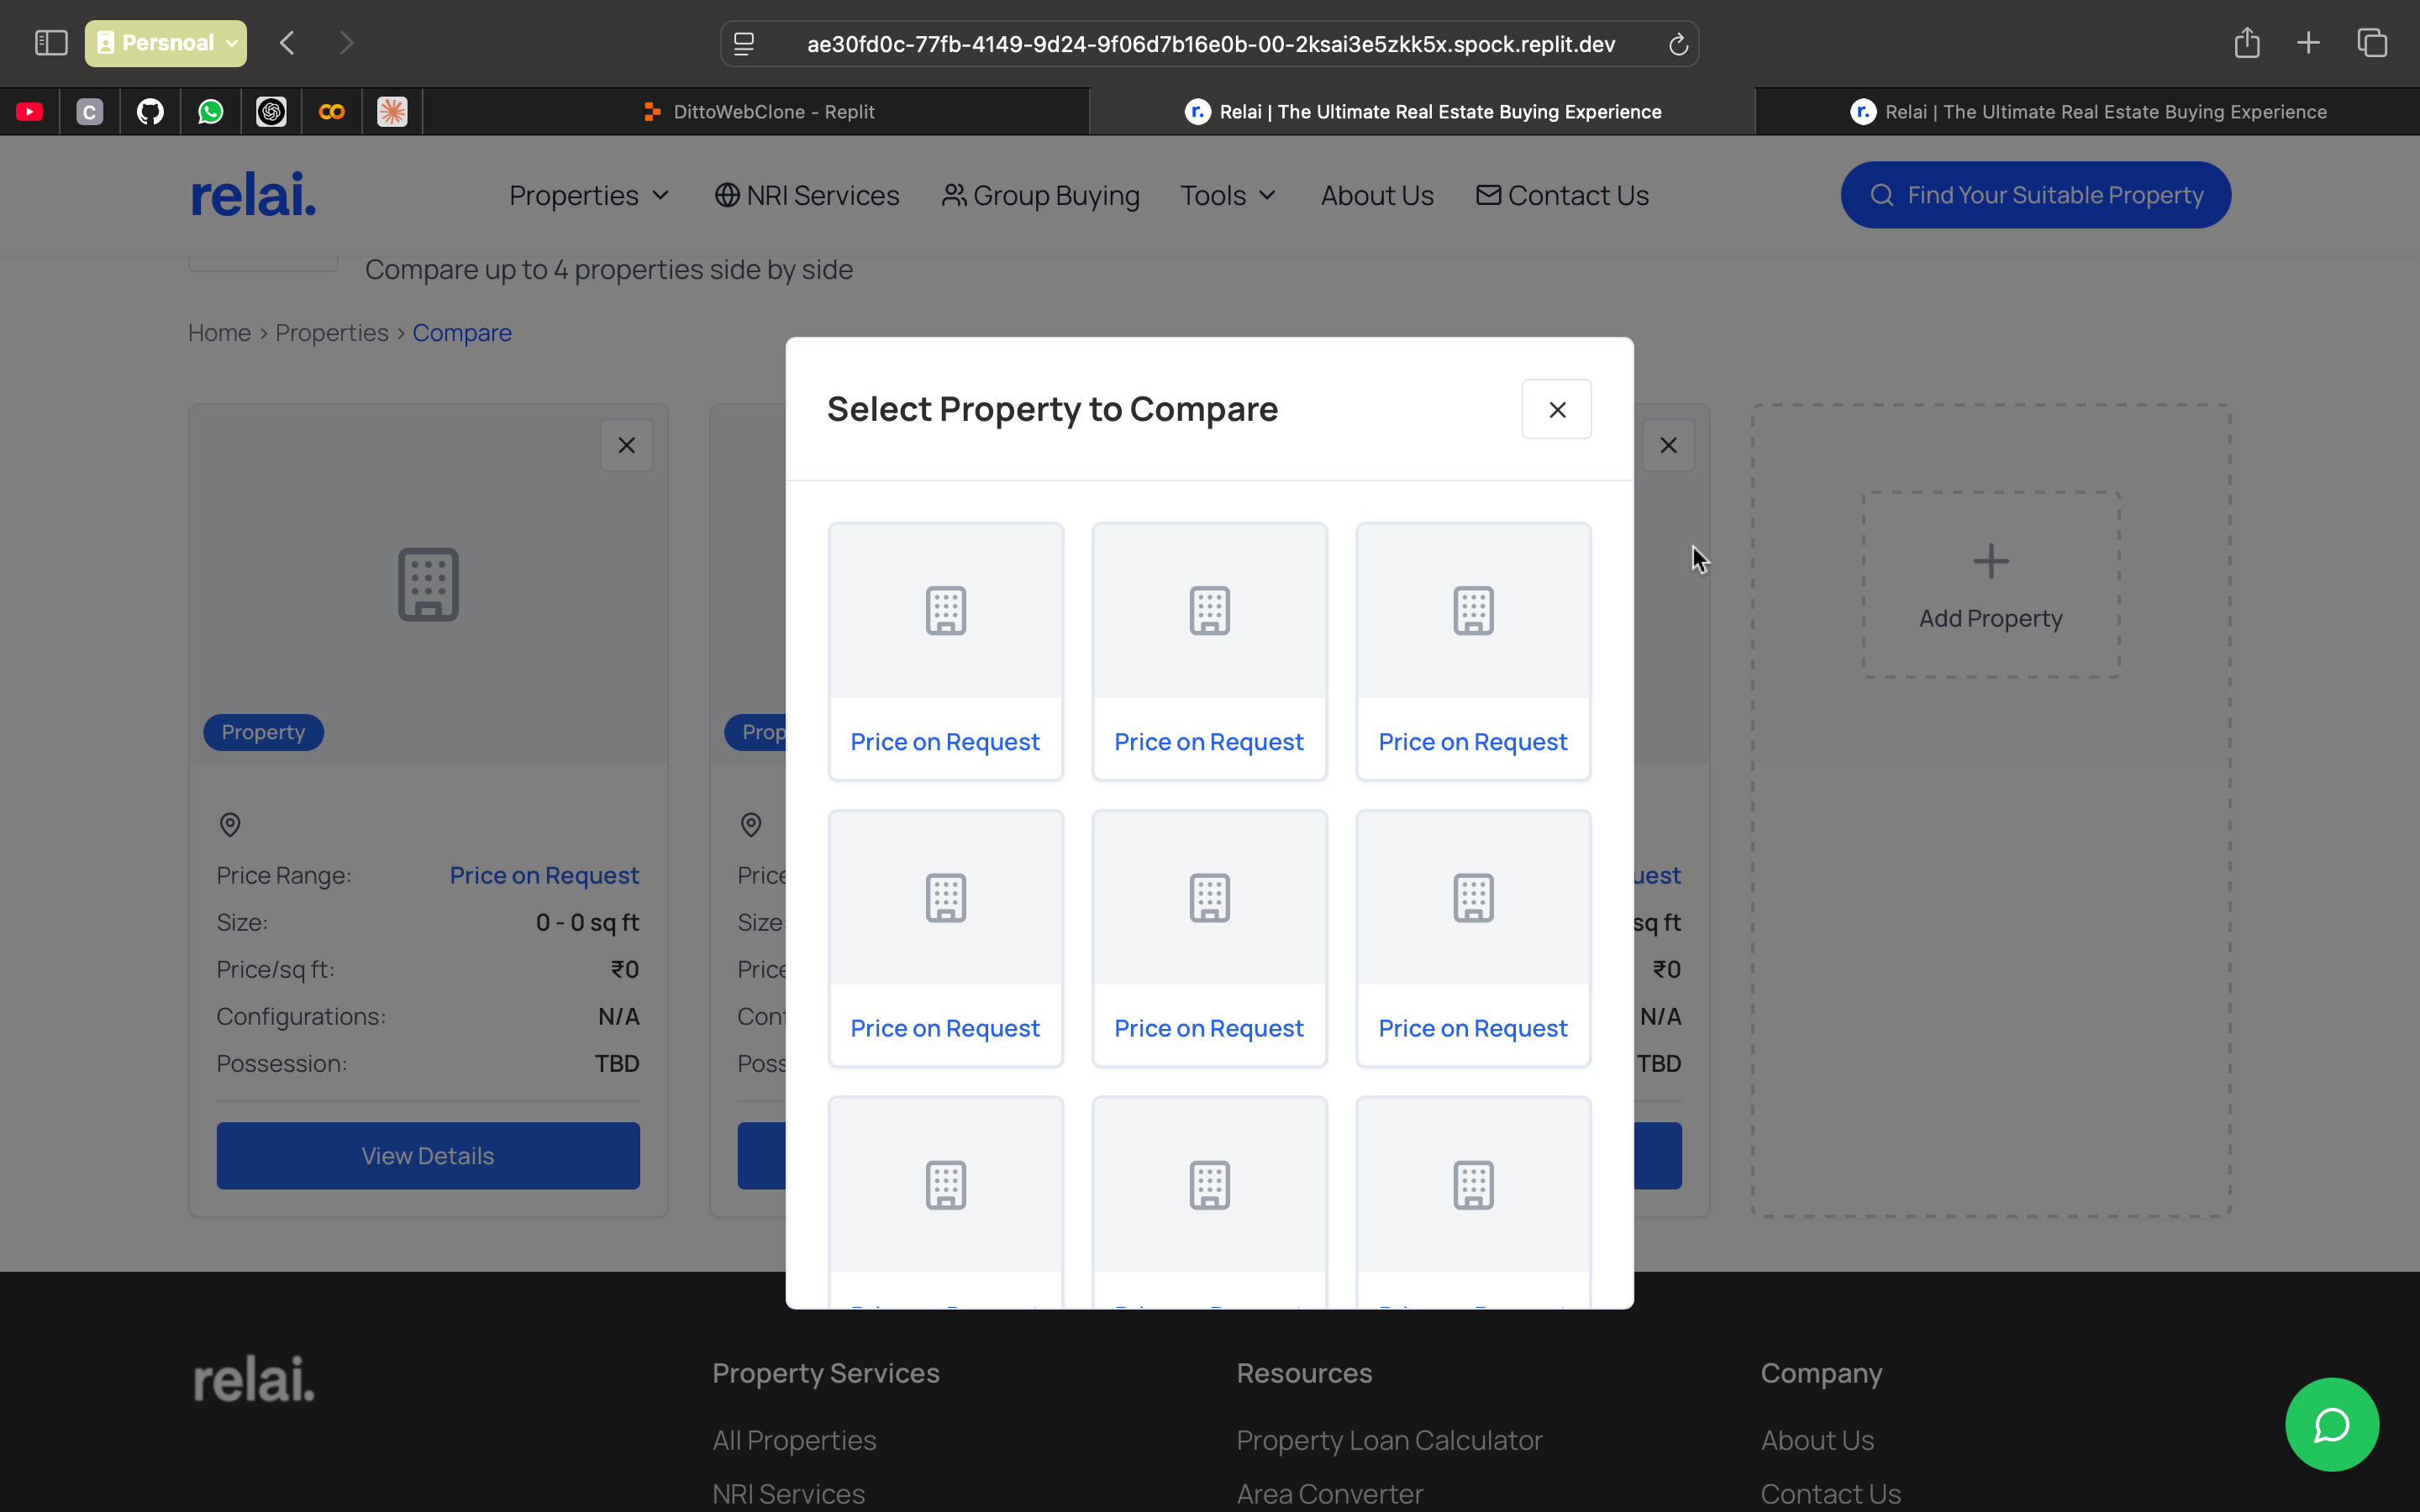 Persnoal
ae30fd0c-77fb-4149-9d24-9f06d7b16e0b-00-2ksai3e5zkk5x.spock.replit.dev
C
DittoWebClone - Replit
r. Relai | The Ultimate Real Estate Buying Experience
r. Relai | The Ultimate Real Estate Buying Experience
relai.
Properties
NRI Services
Group Buying
Tools
About Us
Contact Us
Find Your Suitable Property
Compare up to 4 properties side by side
Home > Properties > Compare
Select Property to Compare
Add Property
Price on Request Price on Request Price on Request
Property
Prop
Price Range: Price on Request
Price
uest
Size: 0 - 0 sq ft
Size:
sq ft
Price/sq ft: ₹0
Price
₹0
Configurations: N/A
Conf
N/A
Possession: TBD
Poss
TBD
Price on Request Price on Request Price on Request
View Details
relai.
Property Services
All Properties
NRI Services
Resources
Property Loan Calculator
Area Converter
Company
About Us
Contact Us